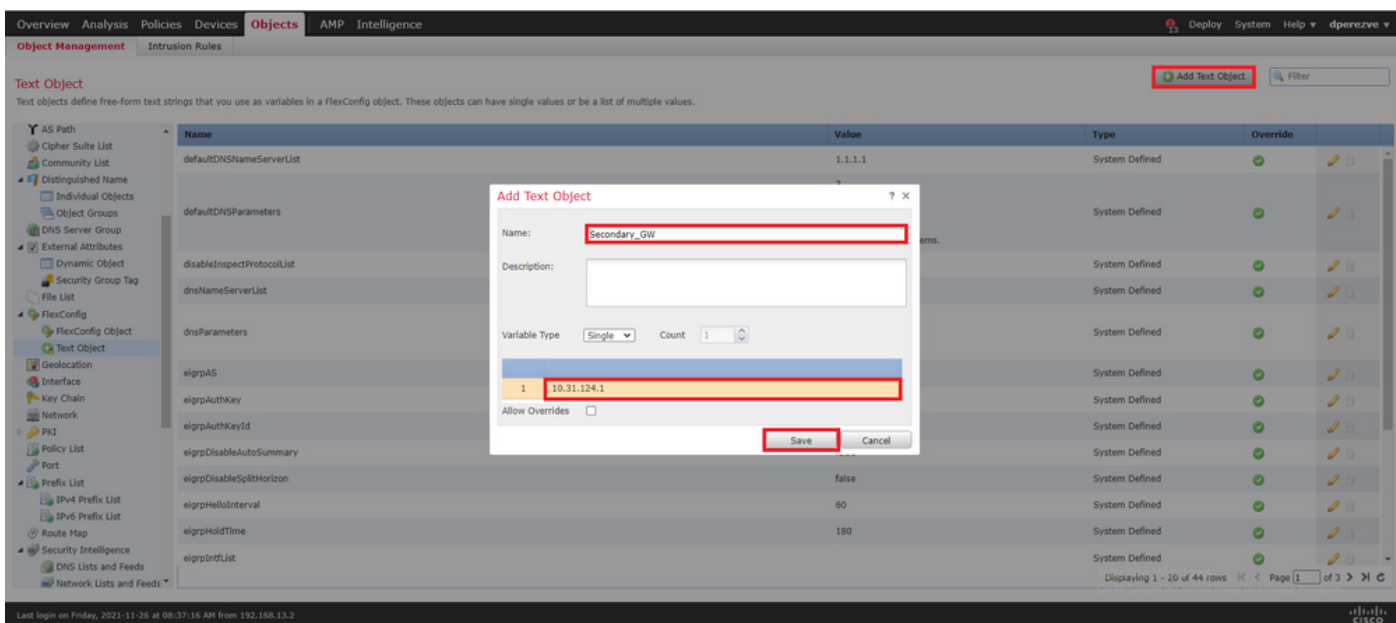 Overview Analysis Policies Devices Objects AMP Intelligence 13 Deploy System Help dperezve
Object Management Intrusion Rules
Text Object
Add Text Object Filter
Text objects define free-form text strings that you use as variables in a FlexConfig object. These objects can have single values or be a list of multiple values.
AS Path
Cipher Suite List
Community List
Distinguished Name
Individual Objects
Object Groups
DNS Server Group
External Attributes
Dynamic Object
Security Group Tag
File List
FlexConfig
FlexConfig Object
Text Object
Geolocation
Interface
Key Chain
Network
PKI
Policy List
Port
Prefix List
IPv4 Prefix List
IPv6 Prefix List
Route Map
Security Intelligence
DNS Lists and Feeds
Network Lists and Feeds
Name Value Type Override
defaultDNSNameServerList 1.1.1.1 System Defined
defaultDNSParameters System Defined
ems.
disableInspectProtocolList System Defined
dnsNameServerList System Defined
dnsParameters System Defined
eigrpAS System Defined
eigrpAuthKey System Defined
eigrpAuthKeyId System Defined
eigrpDisableAutoSummary System Defined
eigrpDisableSplitHorizon false System Defined
eigrpHelloInterval 60 System Defined
eigrpHoldTime 180 System Defined
eigrpIntfList System Defined
Add Text Object ?
Name: Secondary_GW
Description:
Variable Type Single Count 1
1 10.31.124.1
Allow Overrides
Save Cancel
Displaying 1 - 20 of 44 rows Page 1 of 3
Last login on Friday, 2021-11-26 at 08:37:16 AM from 192.168.13.2
CISCO